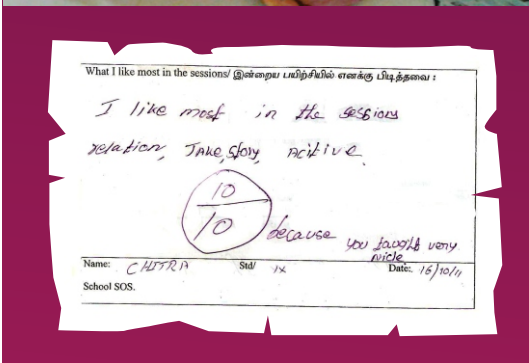 What I like most in the sessions/ இன்றைய பயிற்சியில் எனக்கு பிடித்தவை :
I like most in the sessions
relation, Take, story, Acitive.
10
10
because you taught very
nicle
Name: CHITRA Std/ IX Date: 16/10/11
School SOS.